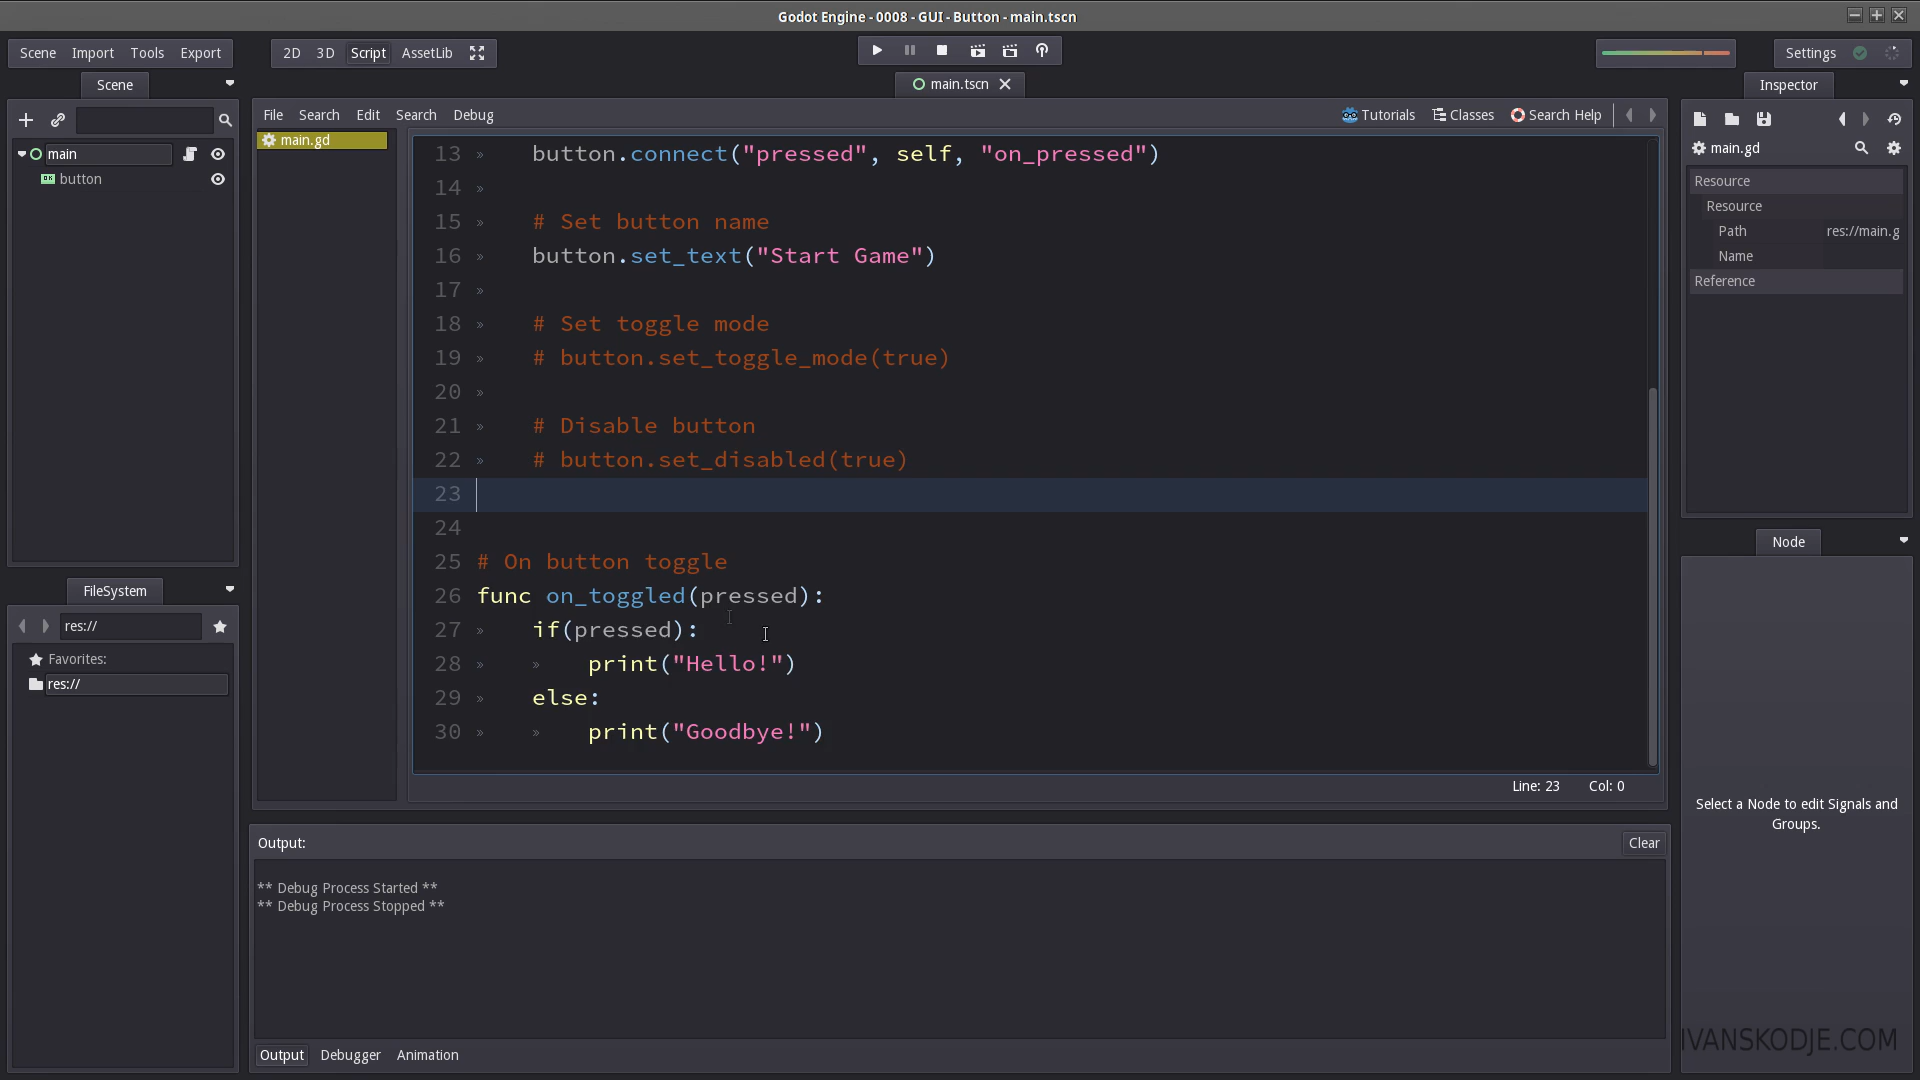 Godot Engine - 0008 - GUI - Button - main.tscn
Scene Import Tools Export 2D 3D Script AssetLib Settings
Scene
main.tscn
Inspector
File Search Edit Search Debug Tutorials Classes Search Help
main
button
main.gd
13 button.connect("pressed", self, "on_pressed")
14
15 # Set button name
16 button.set_text("Start Game")
17
18 # Set toggle mode
19 # button.set_toggle_mode(true)
20
21 # Disable button
22 # button.set_disabled(true)
23
24
25 # On button toggle
26 func on_toggled(pressed):
27 if(pressed):
28 print("Hello!")
29 else:
30 print("Goodbye!")
Line: 23 Col: 0
main.gd
Resource
Resource
Path res://main.g
Name
Reference
FileSystem
res://
Favorites:
res://
Node
Select a Node to edit Signals and
Groups.
Output: Clear
** Debug Process Started **
** Debug Process Stopped **
Output Debugger Animation
IVANSKODJE.COM